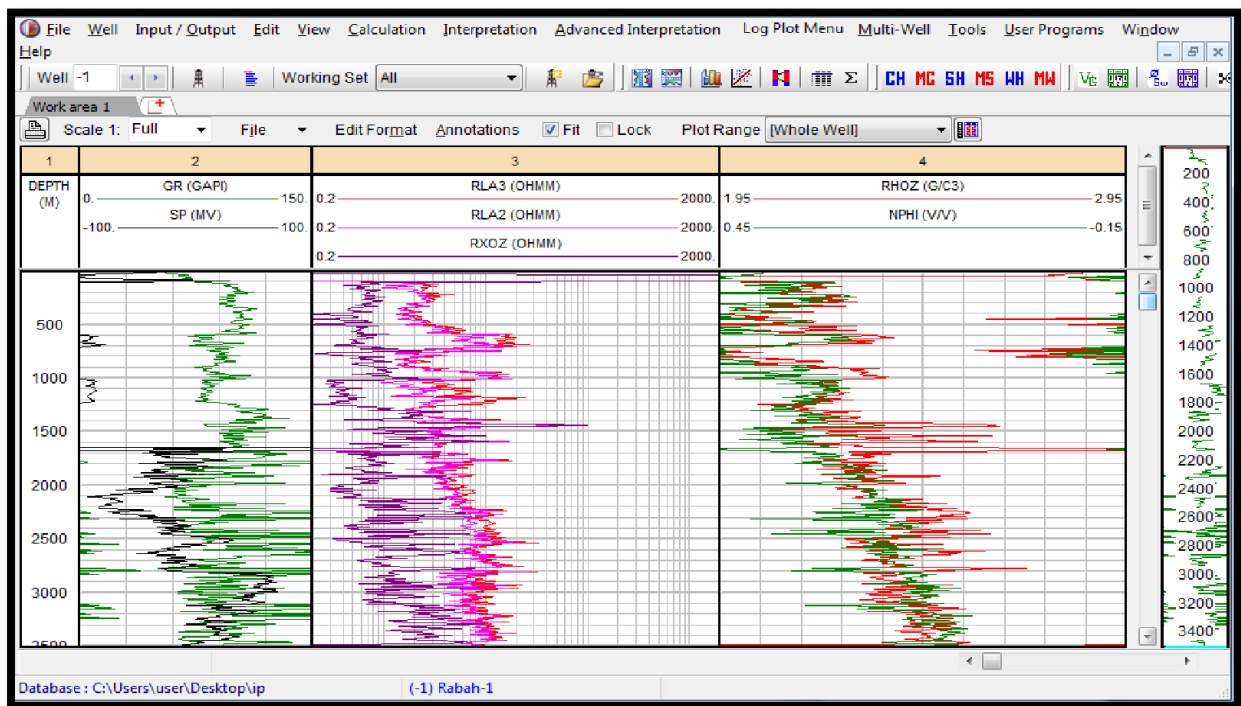 File Well Input / Output Edit View Calculation Interpretation Advanced Interpretation Log Plot Menu Multi-Well Tools User Programs Window
Help
Well -1 Working Set All Σ CH MC SH MS WH MW
Work area 1
Scale 1: Full File Edit Format Annotations Fit Lock Plot Range [Whole Well]
1 2 3 4
DEPTH (M)
GR (GAPI)
0. 150.
SP (MV)
-100. 100.
RLA3 (OHMM)
0.2 2000.
RLA2 (OHMM)
0.2 2000.
RXOZ (OHMM)
0.2 2000.
RHOZ (G/C3)
1.95 2.95
NPHI (V/V)
0.45 -0.15
500
1000
1500
2000
2500
3000
3500
200
400
600
800
1000
1200
1400
1600
1800
2000
2200
2400
2600
2800
3000
3200
3400
Database : C:\Users\user\Desktop\ip (-1) Rabah-1